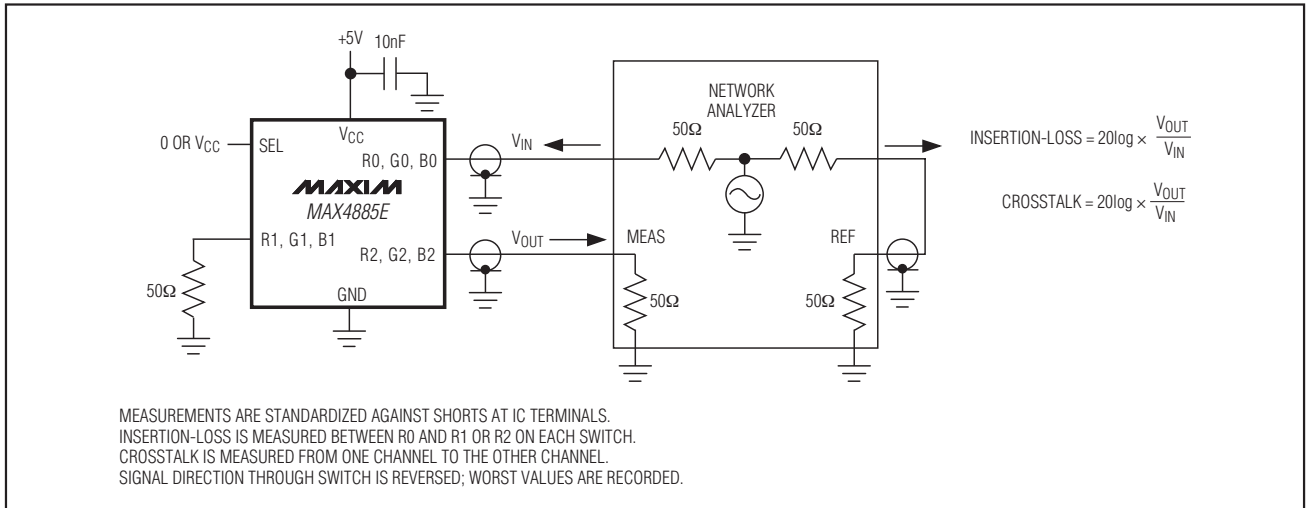 +5V 10nF
0 OR VCC
SEL
VCC
R0, G0, B0
MAXIM
MAX4885E
R1, G1, B1
R2, G2, B2
GND
50Ω
VIN
VOUT
NETWORK
ANALYZER
50Ω 50Ω
MEAS REF
50Ω 50Ω
INSERTION-LOSS = 20log × VOUT
VIN
CROSSTALK = 20log × VOUT
VIN
MEASUREMENTS ARE STANDARDIZED AGAINST SHORTS AT IC TERMINALS.
INSERTION-LOSS IS MEASURED BETWEEN R0 AND R1 OR R2 ON EACH SWITCH.
CROSSTALK IS MEASURED FROM ONE CHANNEL TO THE OTHER CHANNEL.
SIGNAL DIRECTION THROUGH SWITCH IS REVERSED; WORST VALUES ARE RECORDED.